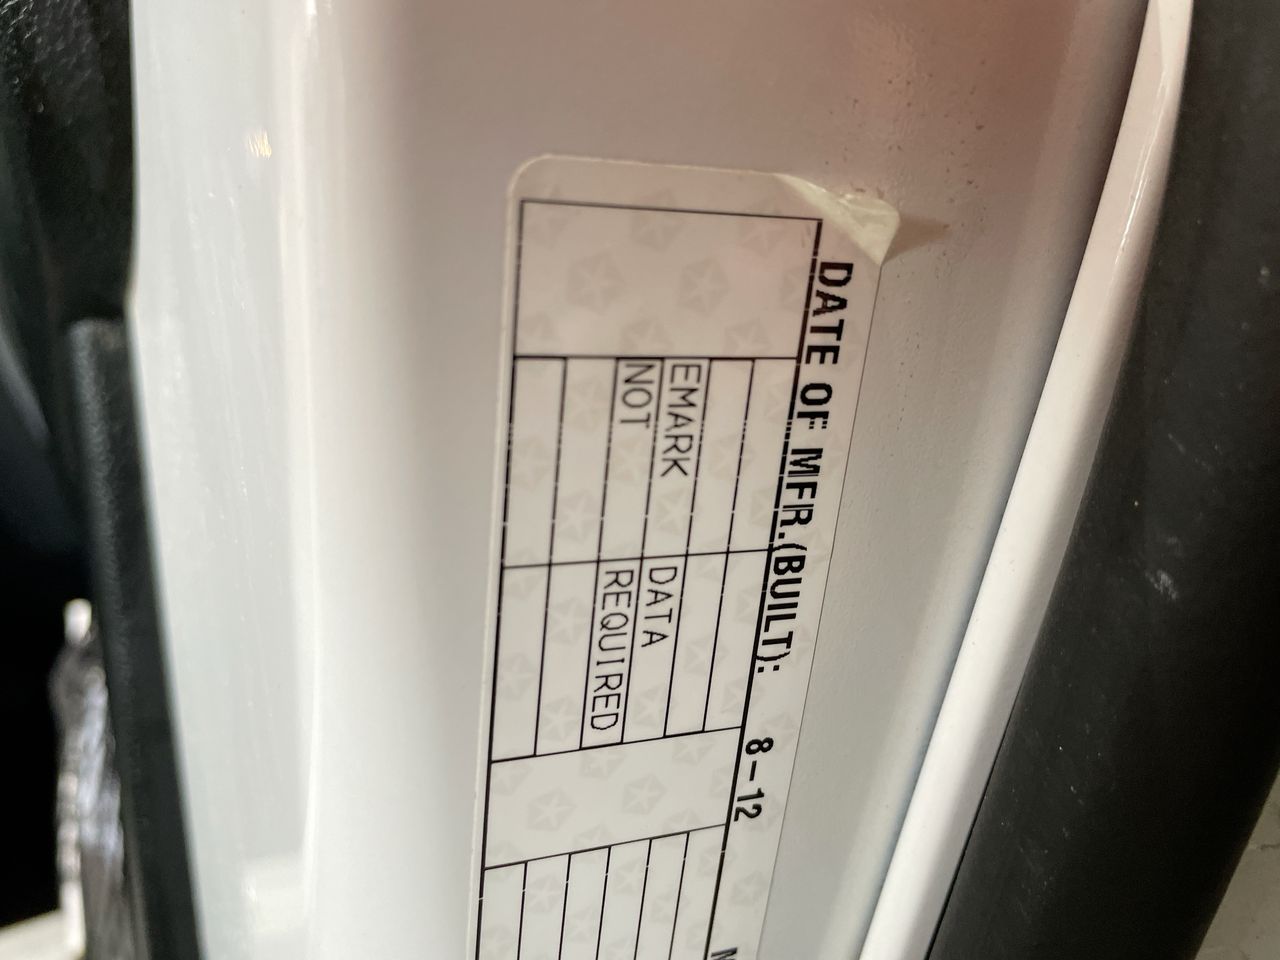 DATE OF MFR.(BUILT): 8-12
EMARK DATA
NOT REQUIRED